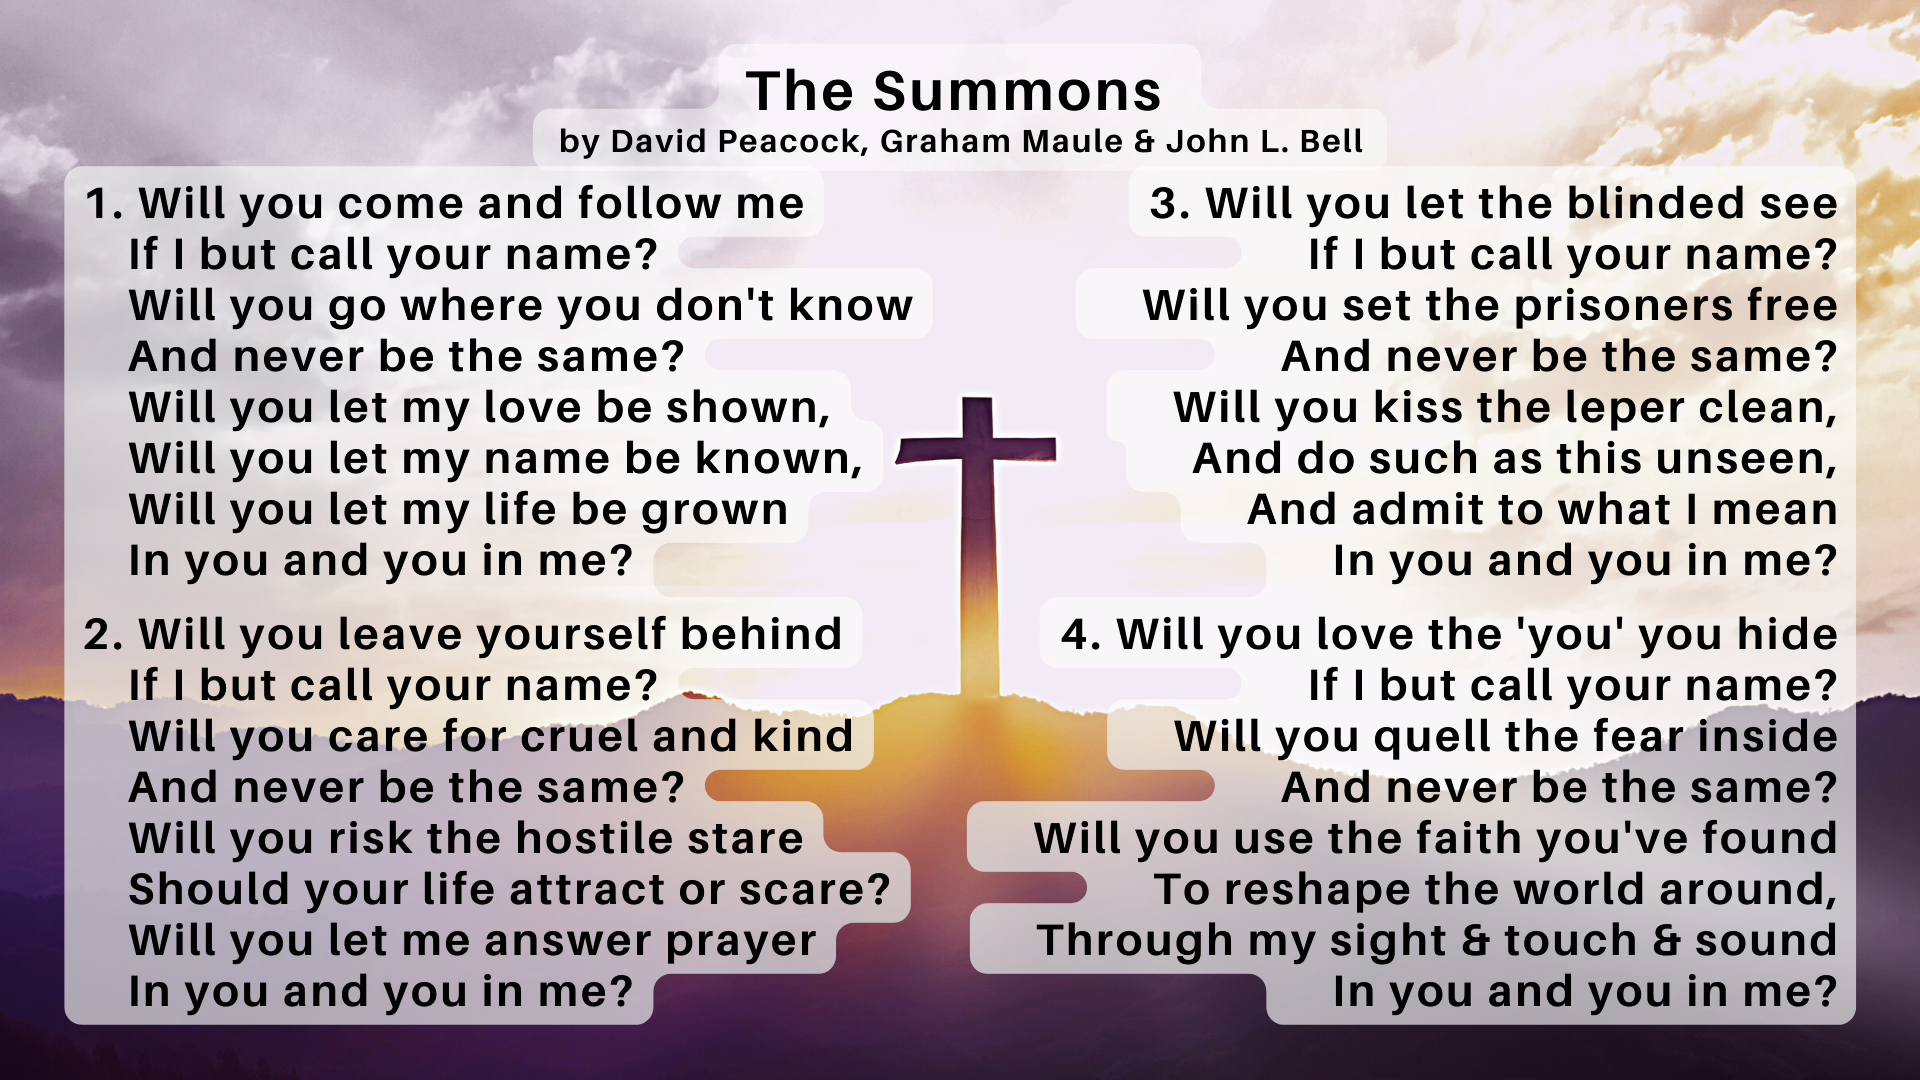 The Summons
by David Peacock, Graham Maule & John L. Bell
1. Will you come and follow me
If I but call your name?
Will you go where you don't know
And never be the same?
Will you let my love be shown,
Will you let my name be known,
Will you let my life be grown
In you and you in me?
2. Will you leave yourself behind
If I but call your name?
Will you care for cruel and kind
And never be the same?
Will you risk the hostile stare
Should your life attract or scare?
Will you let me answer prayer
In you and you in me?
3. Will you let the blinded see
If I but call your name?
Will you set the prisoners free
And never be the same?
Will you kiss the leper clean,
And do such as this unseen,
And admit to what I mean
In you and you in me?
4. Will you love the 'you' you hide
If I but call your name?
Will you quell the fear inside
And never be the same?
Will you use the faith you've found
To reshape the world around,
Through my sight & touch & sound
In you and you in me?